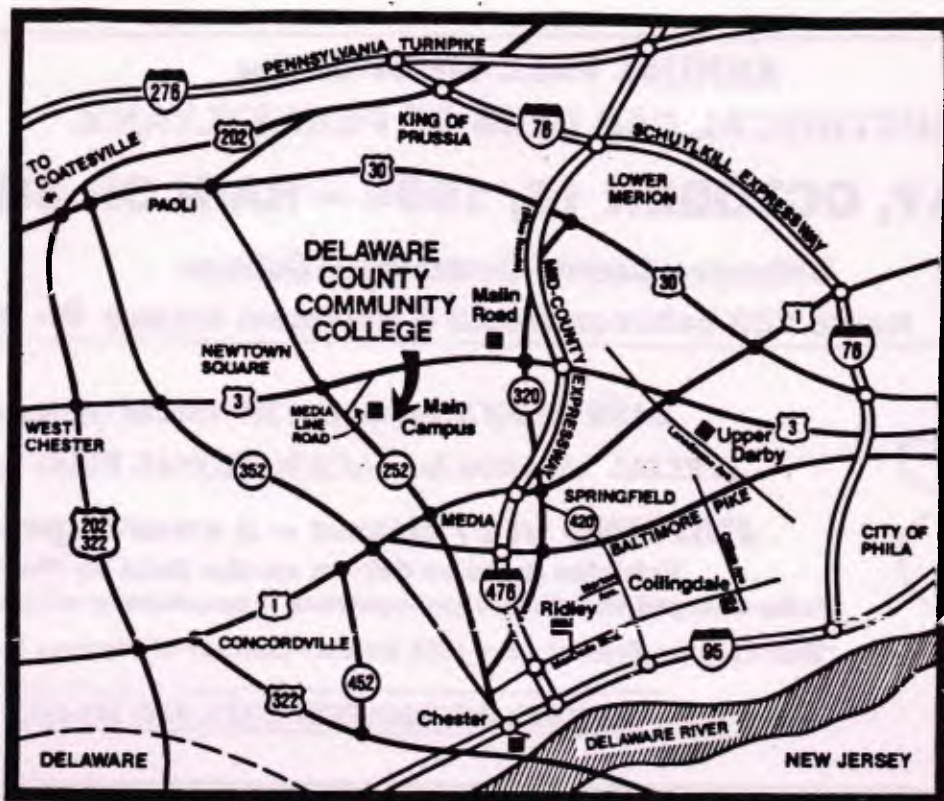 PENNSYLVANIA TURNPIKE
276
202
KING OF
PRUSSIA
76
SCHUYLKILL EXPRESSWAY
TO
COATESVILLE
30
LOWER
MERION
PAOLI
DELAWARE
COUNTY
COMMUNITY
COLLEGE
MID-COUNTY EXPRESSWAY
30
1
76
Malin
Road
NEWTOWN
SQUARE
3
MEDIA
LINE
ROAD
Main
Campus
320
3
Upper
Darby
WEST
CHESTER
352
252
SPRINGFIELD
420
BALTIMORE PIKE
MEDIA
202
322
CITY OF
PHILA
476
Collingdale
Ridley
1
CONCORDVILLE
95
452
322
Chester
DELAWARE RIVER
DELAWARE
NEW JERSEY